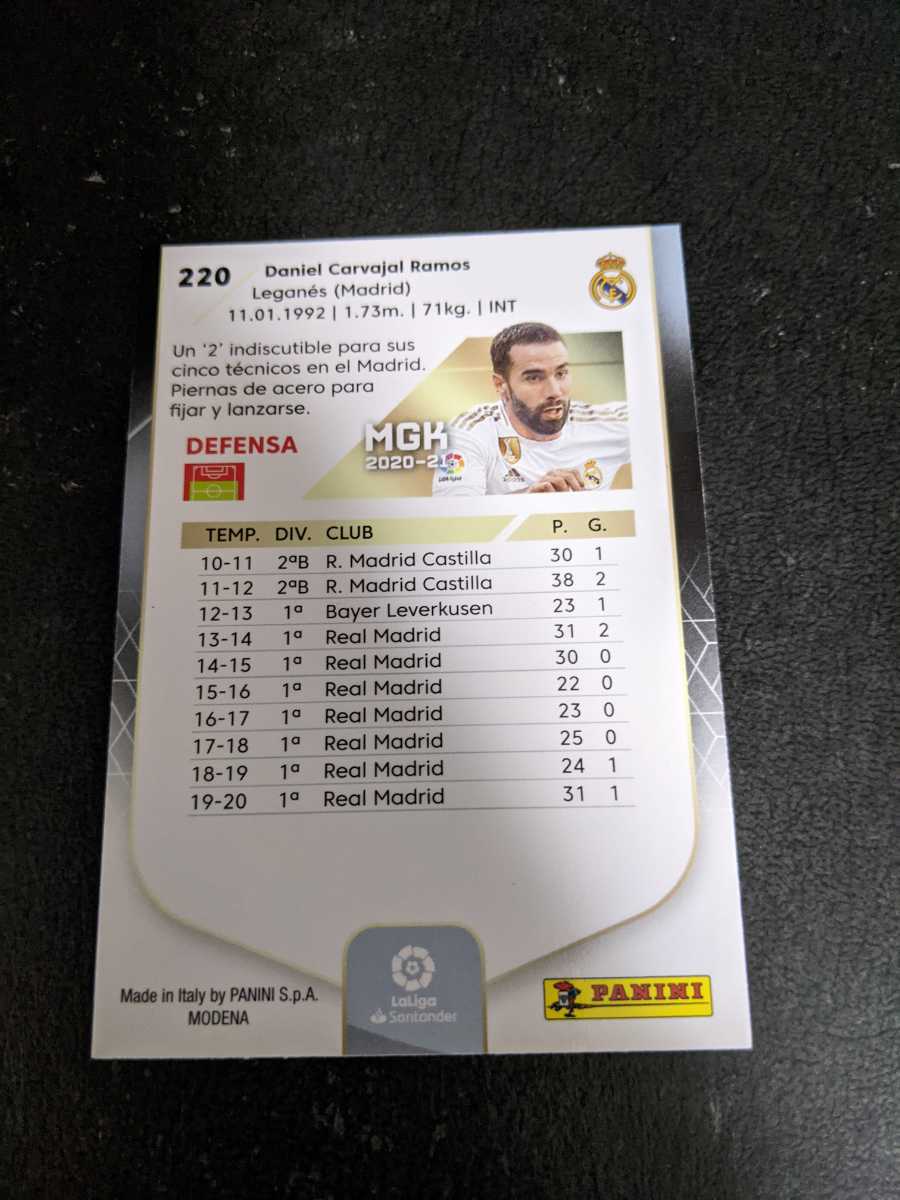 220 Daniel Carvajal Ramos
Leganés (Madrid)
11.01.1992 | 1.73m. | 71kg. | INT
Un ‘2’ indiscutible para sus
cinco técnicos en el Madrid.
Piernas de acero para
fijar y lanzarse.
DEFENSA
MGK
2020-21
TEMP. DIV. CLUB P. G.
10-11 2ªB R. Madrid Castilla 30 1
11-12 2ªB R. Madrid Castilla 38 2
12-13 1ª Bayer Leverkusen 23 1
13-14 1ª Real Madrid 31 2
14-15 1ª Real Madrid 30 0
15-16 1ª Real Madrid 22 0
16-17 1ª Real Madrid 23 0
17-18 1ª Real Madrid 25 0
18-19 1ª Real Madrid 24 1
19-20 1ª Real Madrid 31 1
Made in Italy by PANINI S.p.A.
MODENA
LaLiga
Santander
PANINI